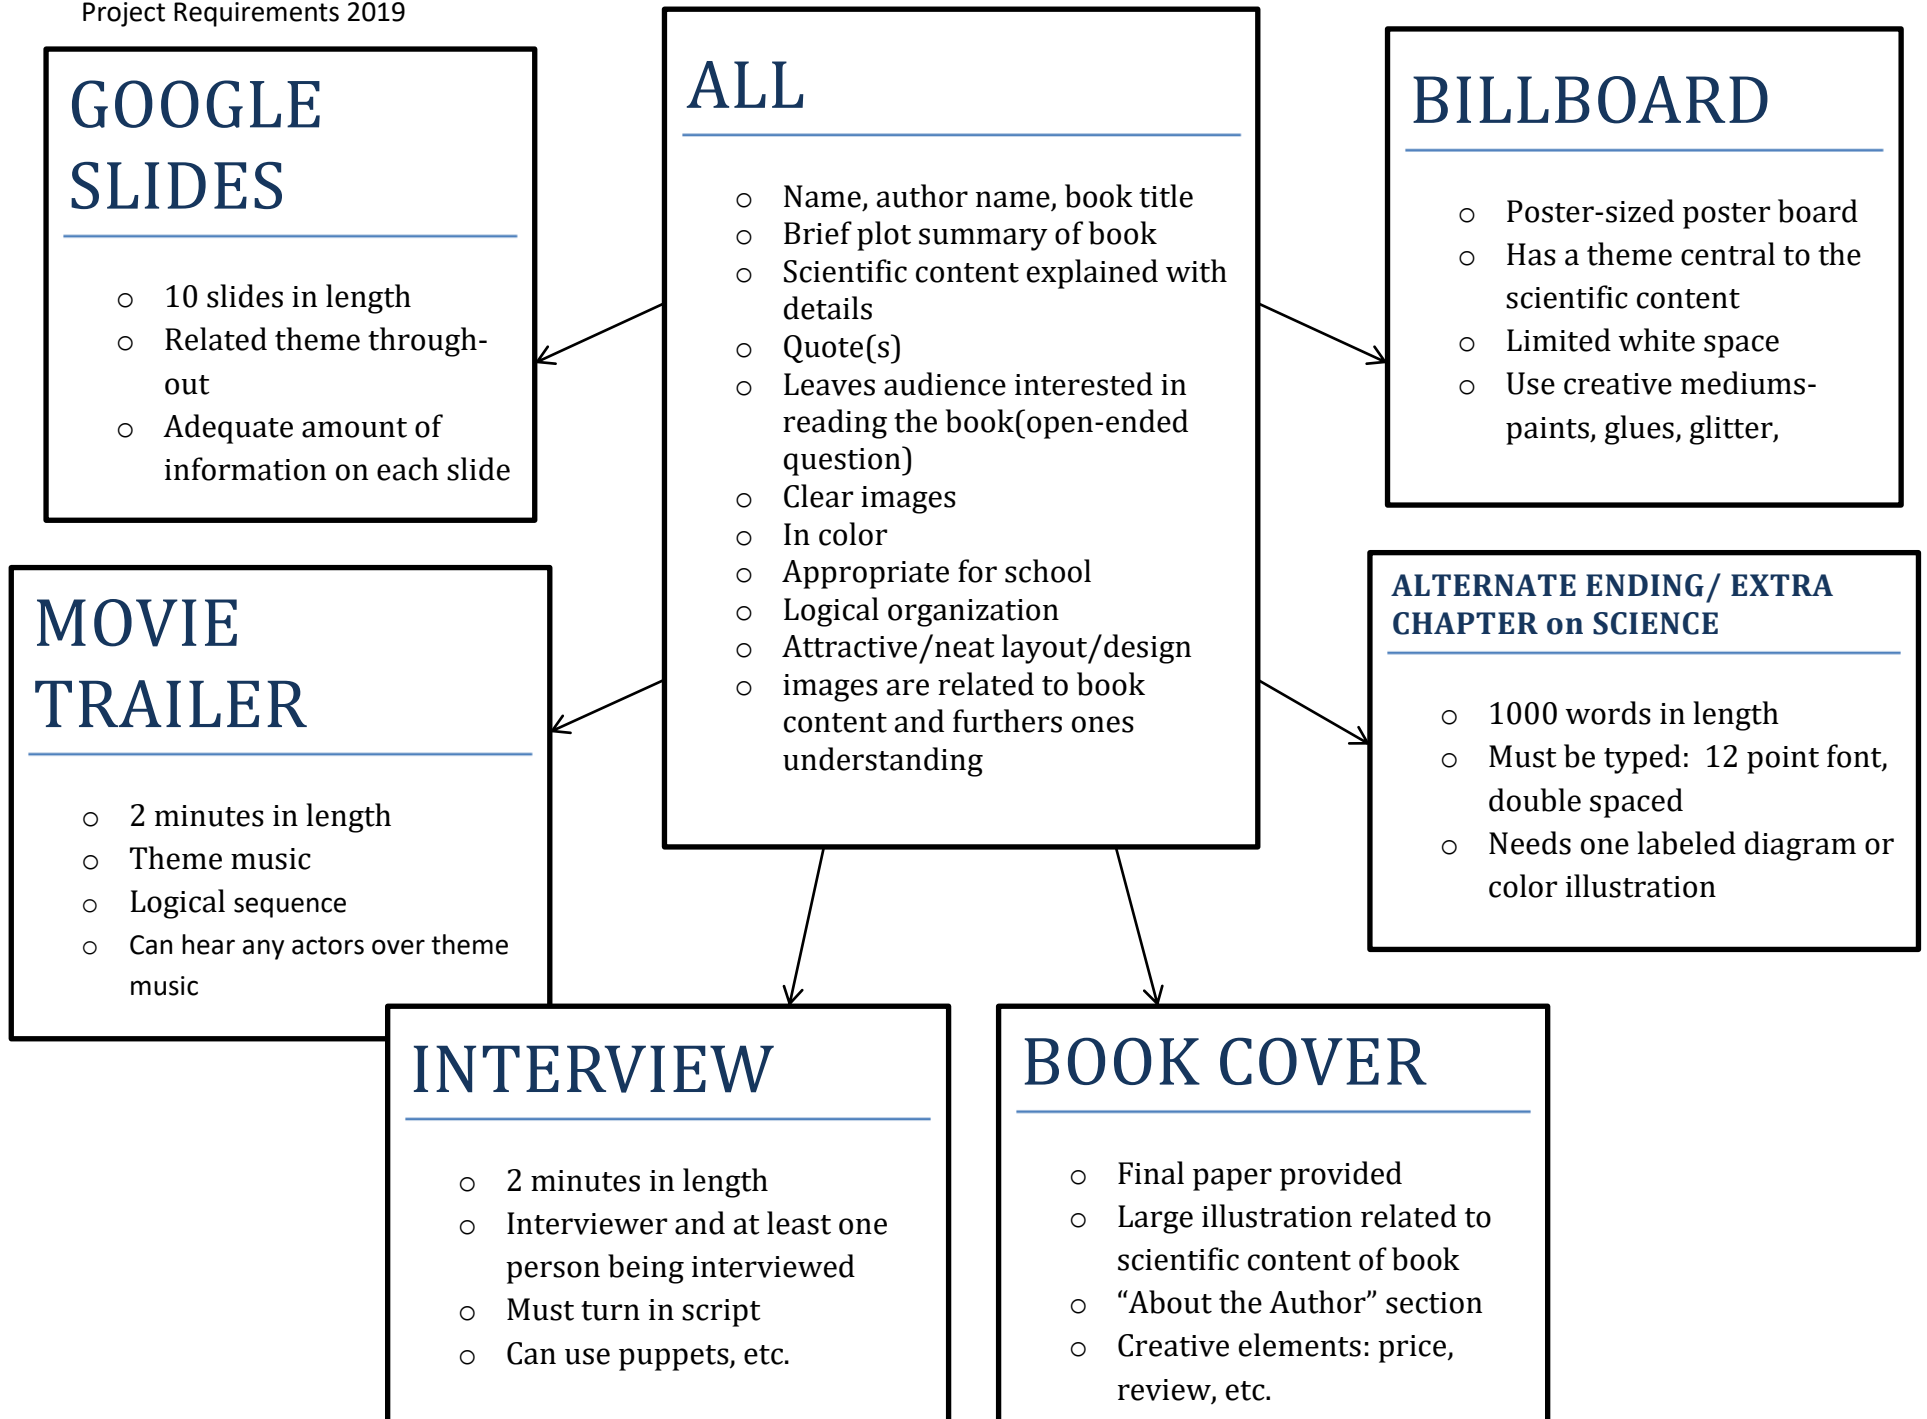 Project Requirements 2019
GOOGLE
SLIDES
o 10 slides in length
o Related theme through-
out
o Adequate amount of
information on each slide
ALL
o Name, author name, book title
o Brief plot summary of book
o Scientific content explained with
details
o Quote(s)
o Leaves audience interested in
reading the book(open-ended
question)
o Clear images
o In color
o Appropriate for school
o Logical organization
o Attractive/neat layout/design
o images are related to book
content and furthers ones
understanding
BILLBOARD
o Poster-sized poster board
o Has a theme central to the
scientific content
o Limited white space
o Use creative mediums-
paints, glues, glitter,
MOVIE
TRAILER
o 2 minutes in length
o Theme music
o Logical sequence
o Can hear any actors over theme
music
ALTERNATE ENDING/ EXTRA
CHAPTER on SCIENCE
o 1000 words in length
o Must be typed: 12 point font,
double spaced
o Needs one labeled diagram or
color illustration
INTERVIEW
o 2 minutes in length
o Interviewer and at least one
person being interviewed
o Must turn in script
o Can use puppets, etc.
BOOK COVER
o Final paper provided
o Large illustration related to
scientific content of book
o “About the Author” section
o Creative elements: price,
review, etc.